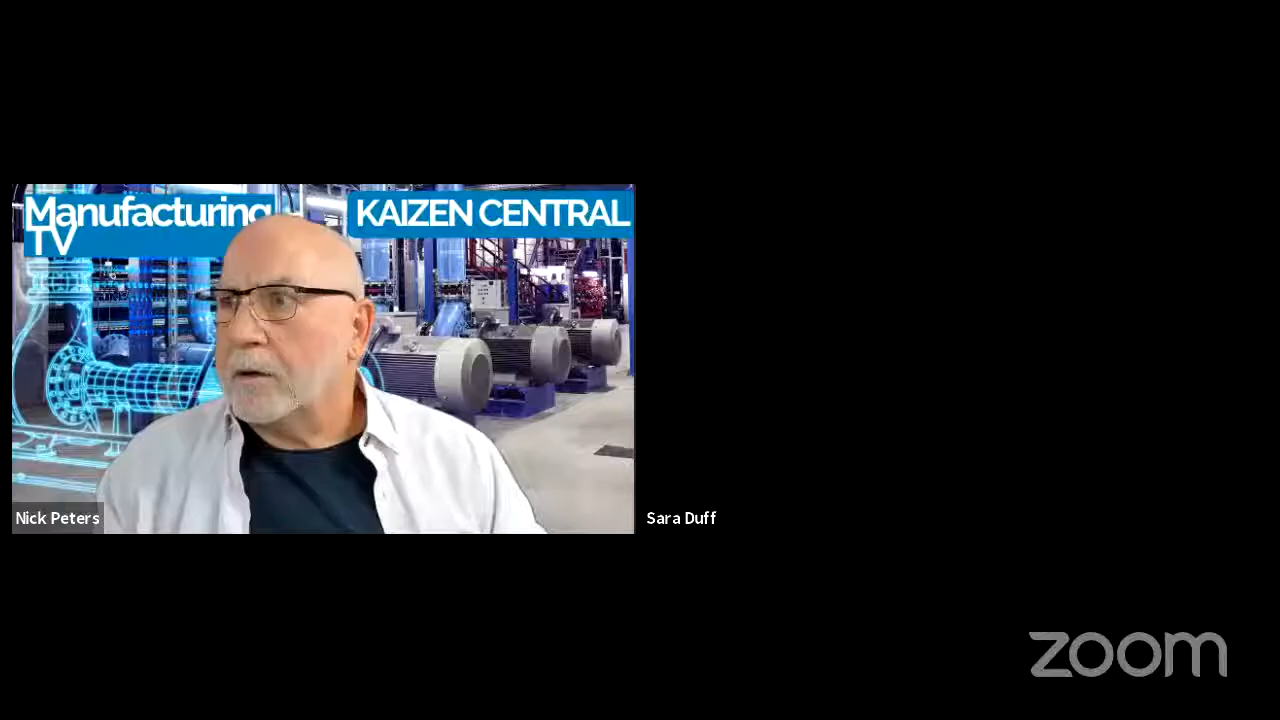 Manufacturing
TV
KAIZEN CENTRAL
Nick Peters
Sara Duff
zoom